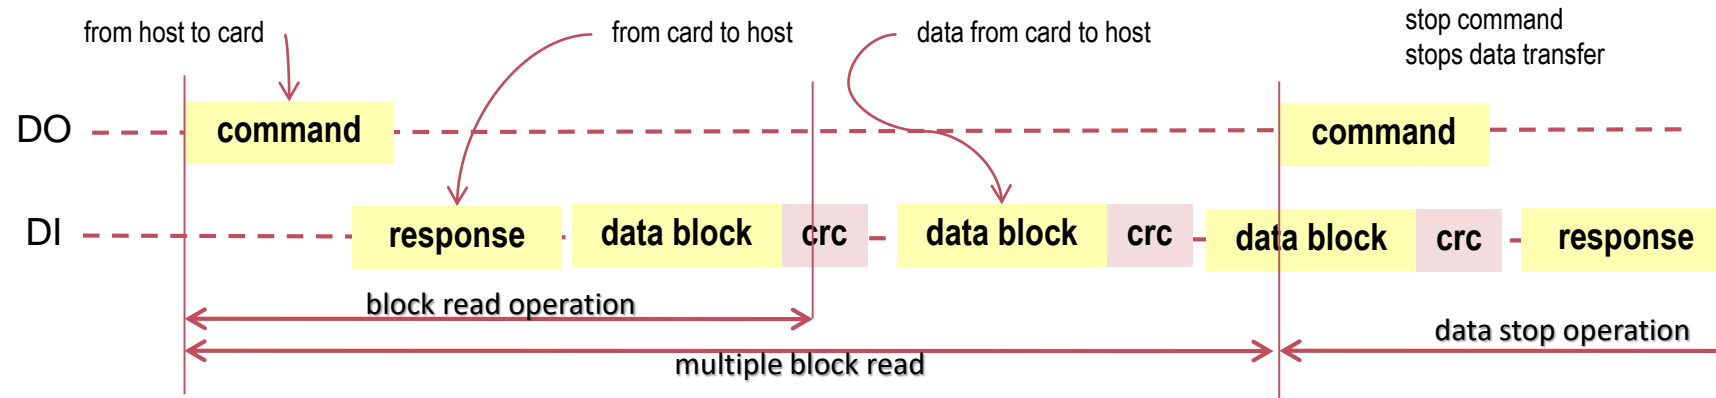 from host to card
from card to host
data from card to host
stop command
stops data transfer
DO
command
command
DI
response
data block
crc
data block
crc
data block
crc
response
block read operation
data stop operation
multiple block read